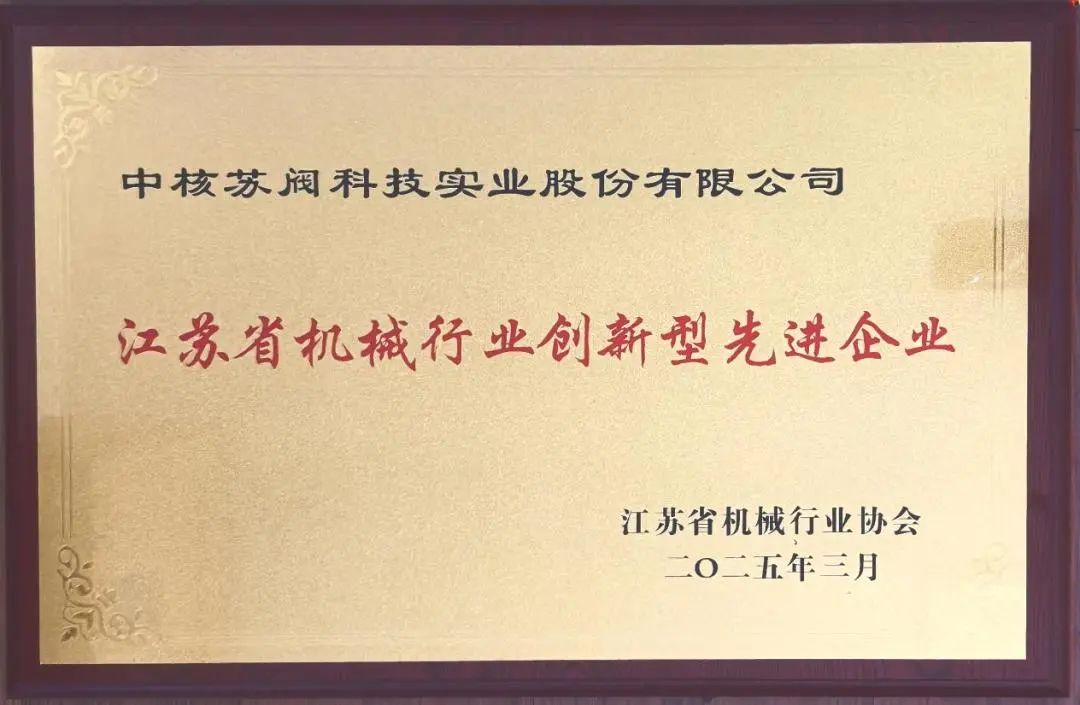 中核苏阀科技实业股份有限公司
江苏省机械行业创新型先进企业
江苏省机械行业协会
二〇二五年三月